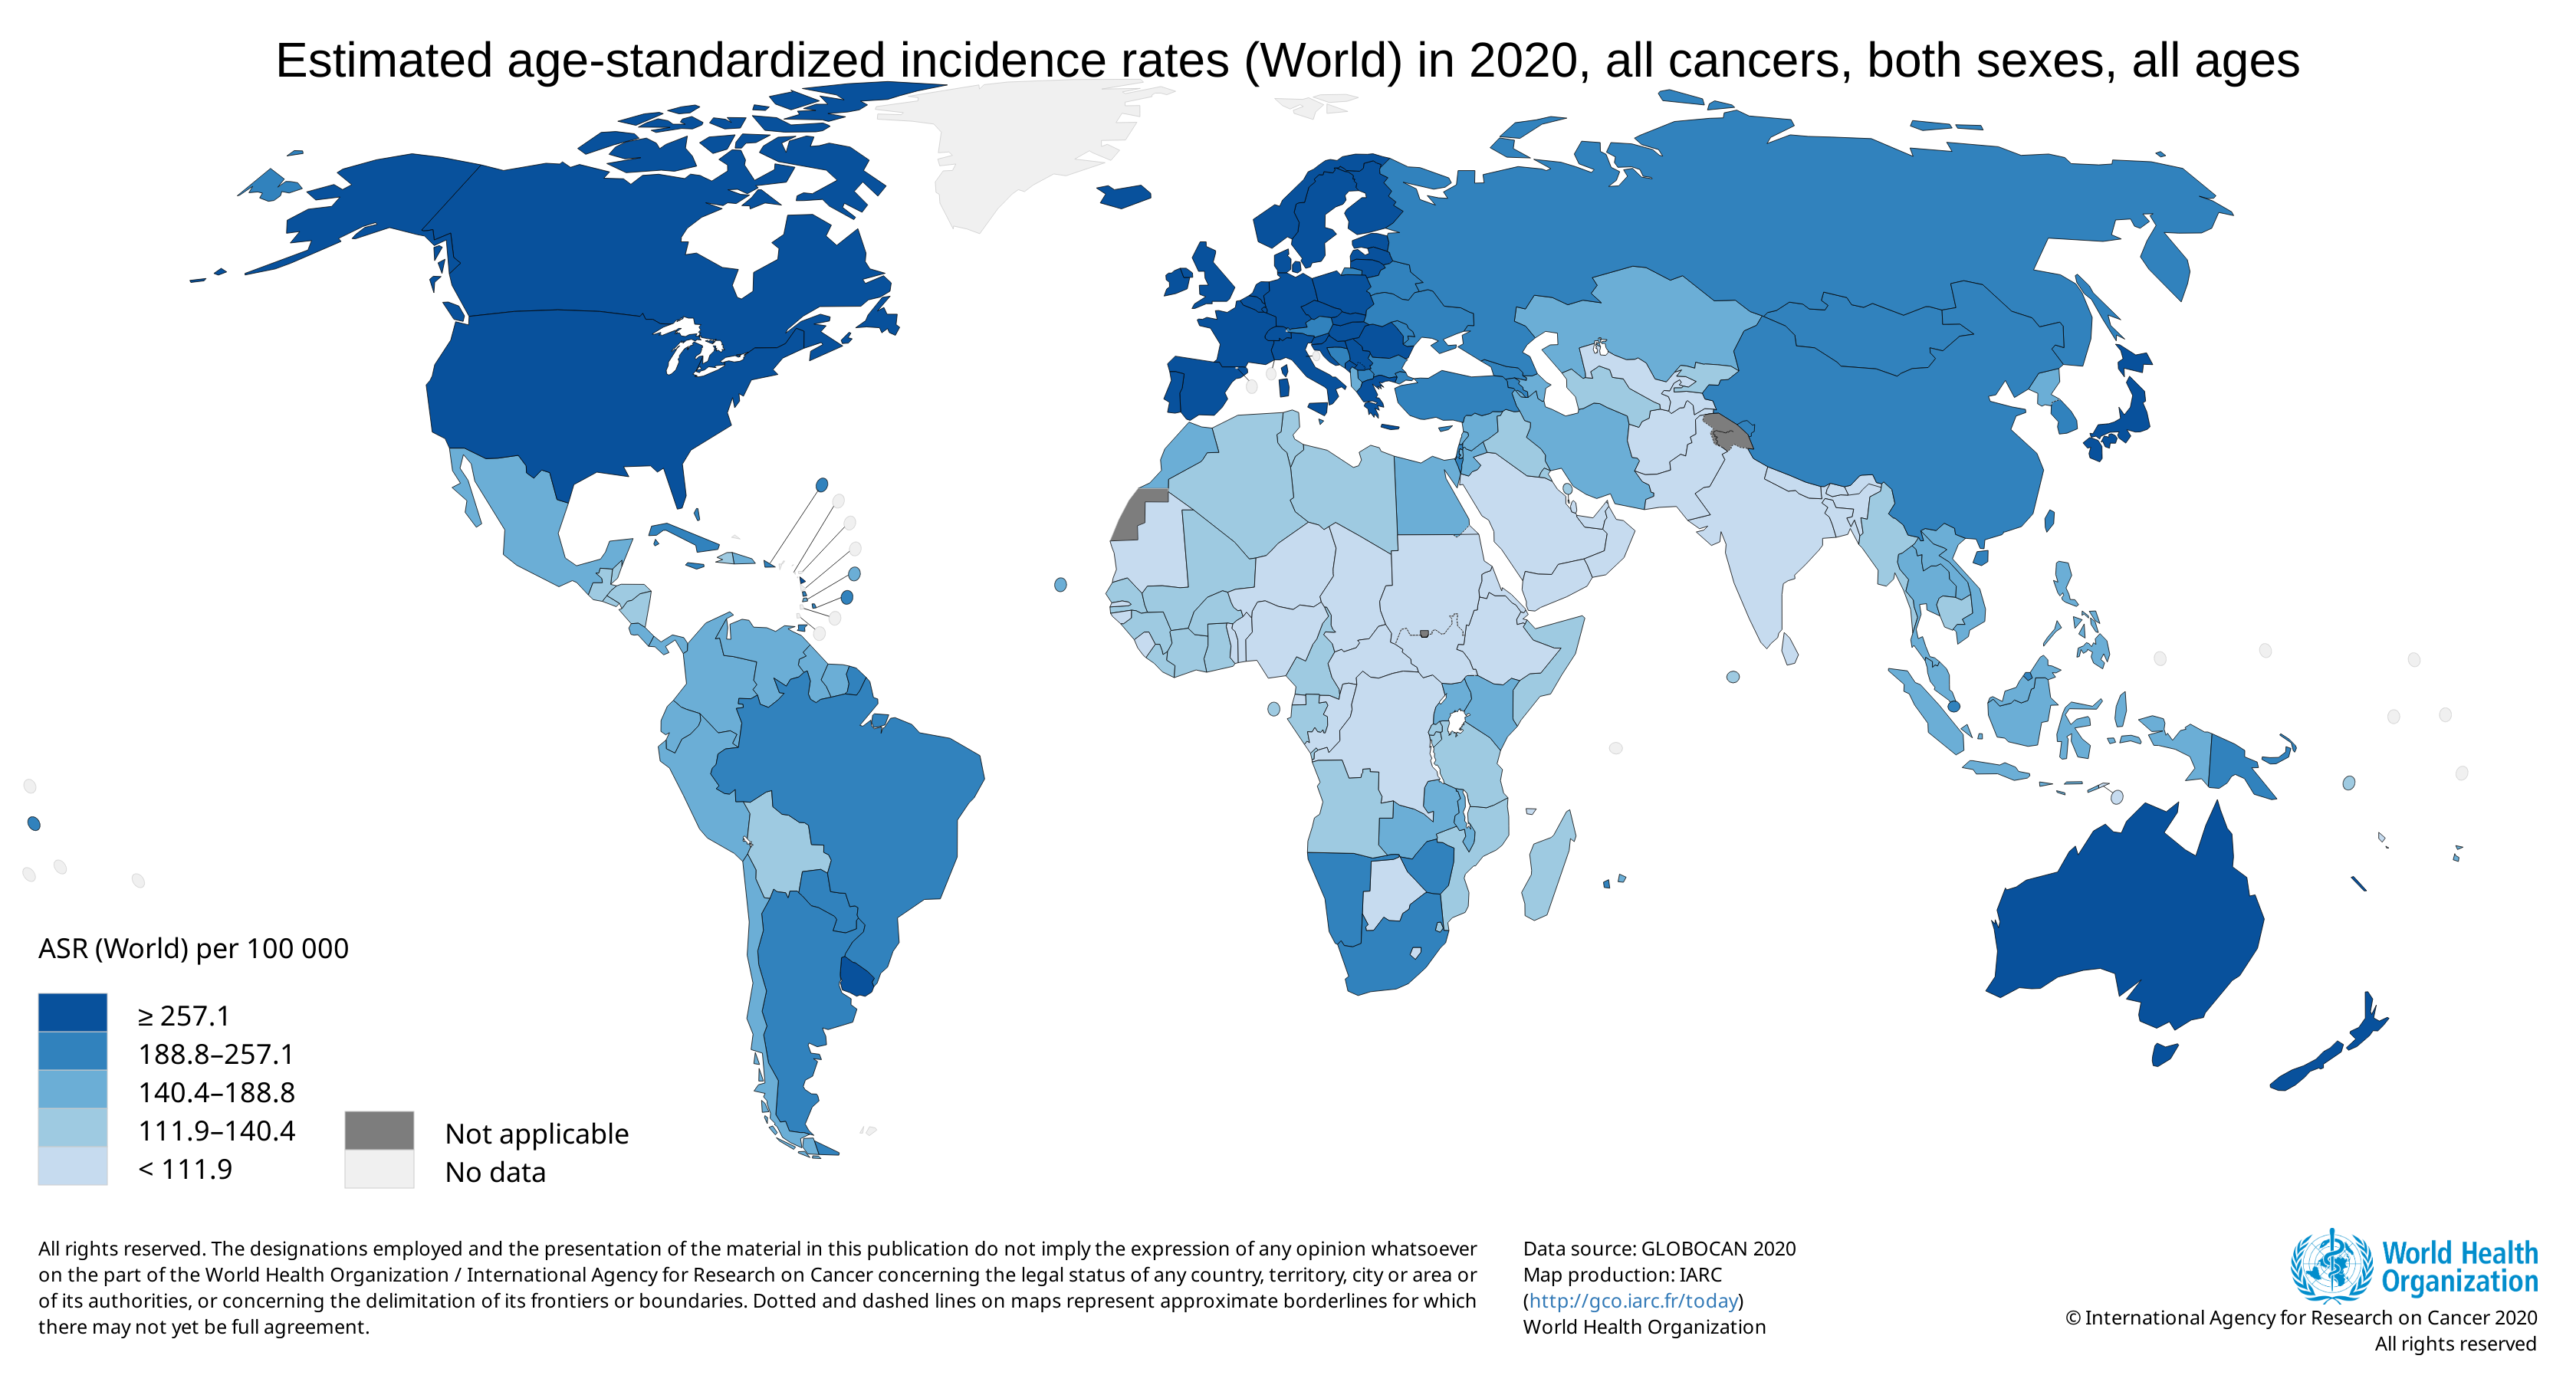 Estimated age-standardized incidence rates (World) in 2020, all cancers, both sexes, all ages
ASR (World) per 100 000
≥ 257.1
188.8–257.1
140.4–188.8
111.9–140.4
< 111.9
Not applicable
No data
All rights reserved. The designations employed and the presentation of the material in this publication do not imply the expression of any opinion whatsoever
on the part of the World Health Organization / International Agency for Research on Cancer concerning the legal status of any country, territory, city or area or
of its authorities, or concerning the delimitation of its frontiers or boundaries. Dotted and dashed lines on maps represent approximate borderlines for which
there may not yet be full agreement.
Data source: GLOBOCAN 2020
Map production: IARC
(http://gco.iarc.fr/today)
World Health Organization
World Health
Organization
© International Agency for Research on Cancer 2020
All rights reserved